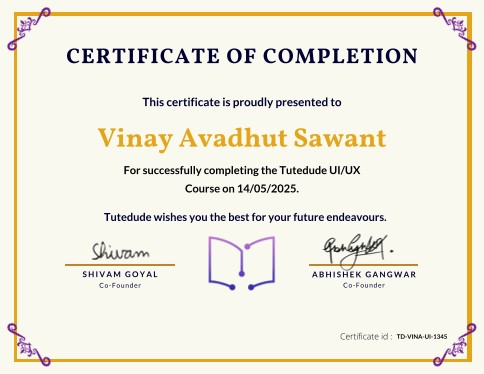 CERTIFICATE OF COMPLETION
This certificate is proudly presented to
Vinay Avadhut Sawant
For successfully completing the Tutedude UI/UX
Course on 14/05/2025.
Tutedude wishes you the best for your future endeavours.
Shivam
SHIVAM GOYAL
Co-Founder
ABHISHEK GANGWAR
Co-Founder
Certificate id : TD-VINA-UI-1345